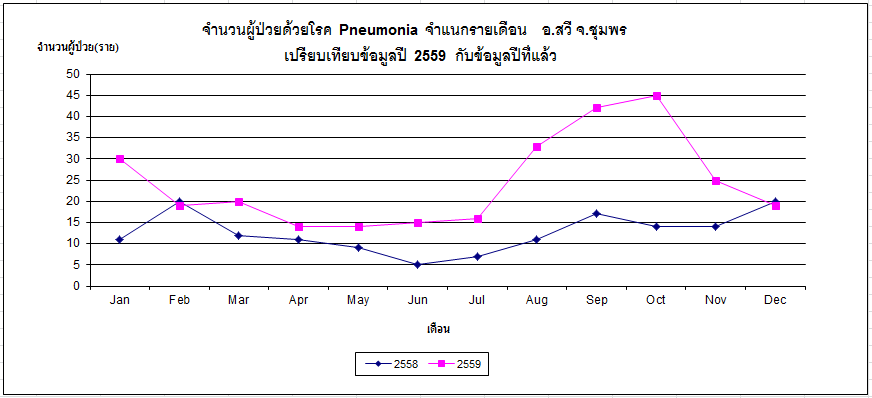 จำนวนผู้ป่วยด้วยโรค Pneumonia จำแนกรายเดือน อ.สวี จ.ชุมพร
เปรียบเทียบข้อมูลปี 2559 กับข้อมูลปีที่แล้ว
จำนวนผู้ป่วย(ราย)
50
45
40
35
30
25
20
15
10
5
0
Jan Feb Mar Apr May Jun Jul Aug Sep Oct Nov Dec
เดือน
2558 2559